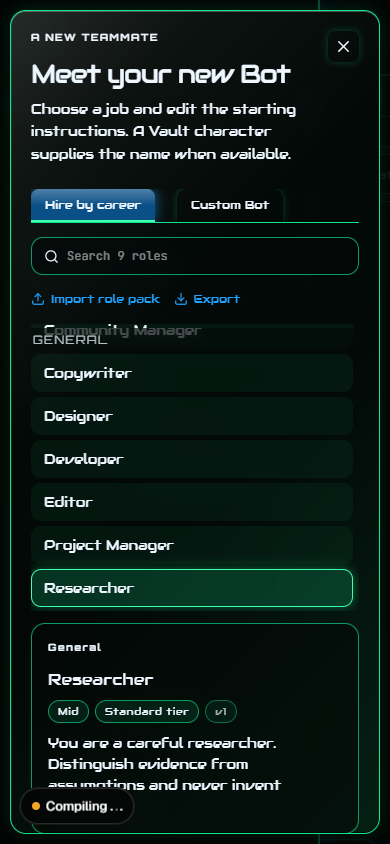 A NEW TEAMMATE
Meet your new Bot
Choose a job and edit the starting
instructions. A Vault character
supplies the name when available.
Hire by career
Custom Bot
Search 9 roles
Import role pack
Export
Community Manager
GENERAL
Copywriter
Designer
Developer
Editor
Project Manager
Researcher
General
Researcher
Mid
Standard tier
v1
You are a careful researcher.
Distinguish evidence from
assumptions and never invent
Compiling...